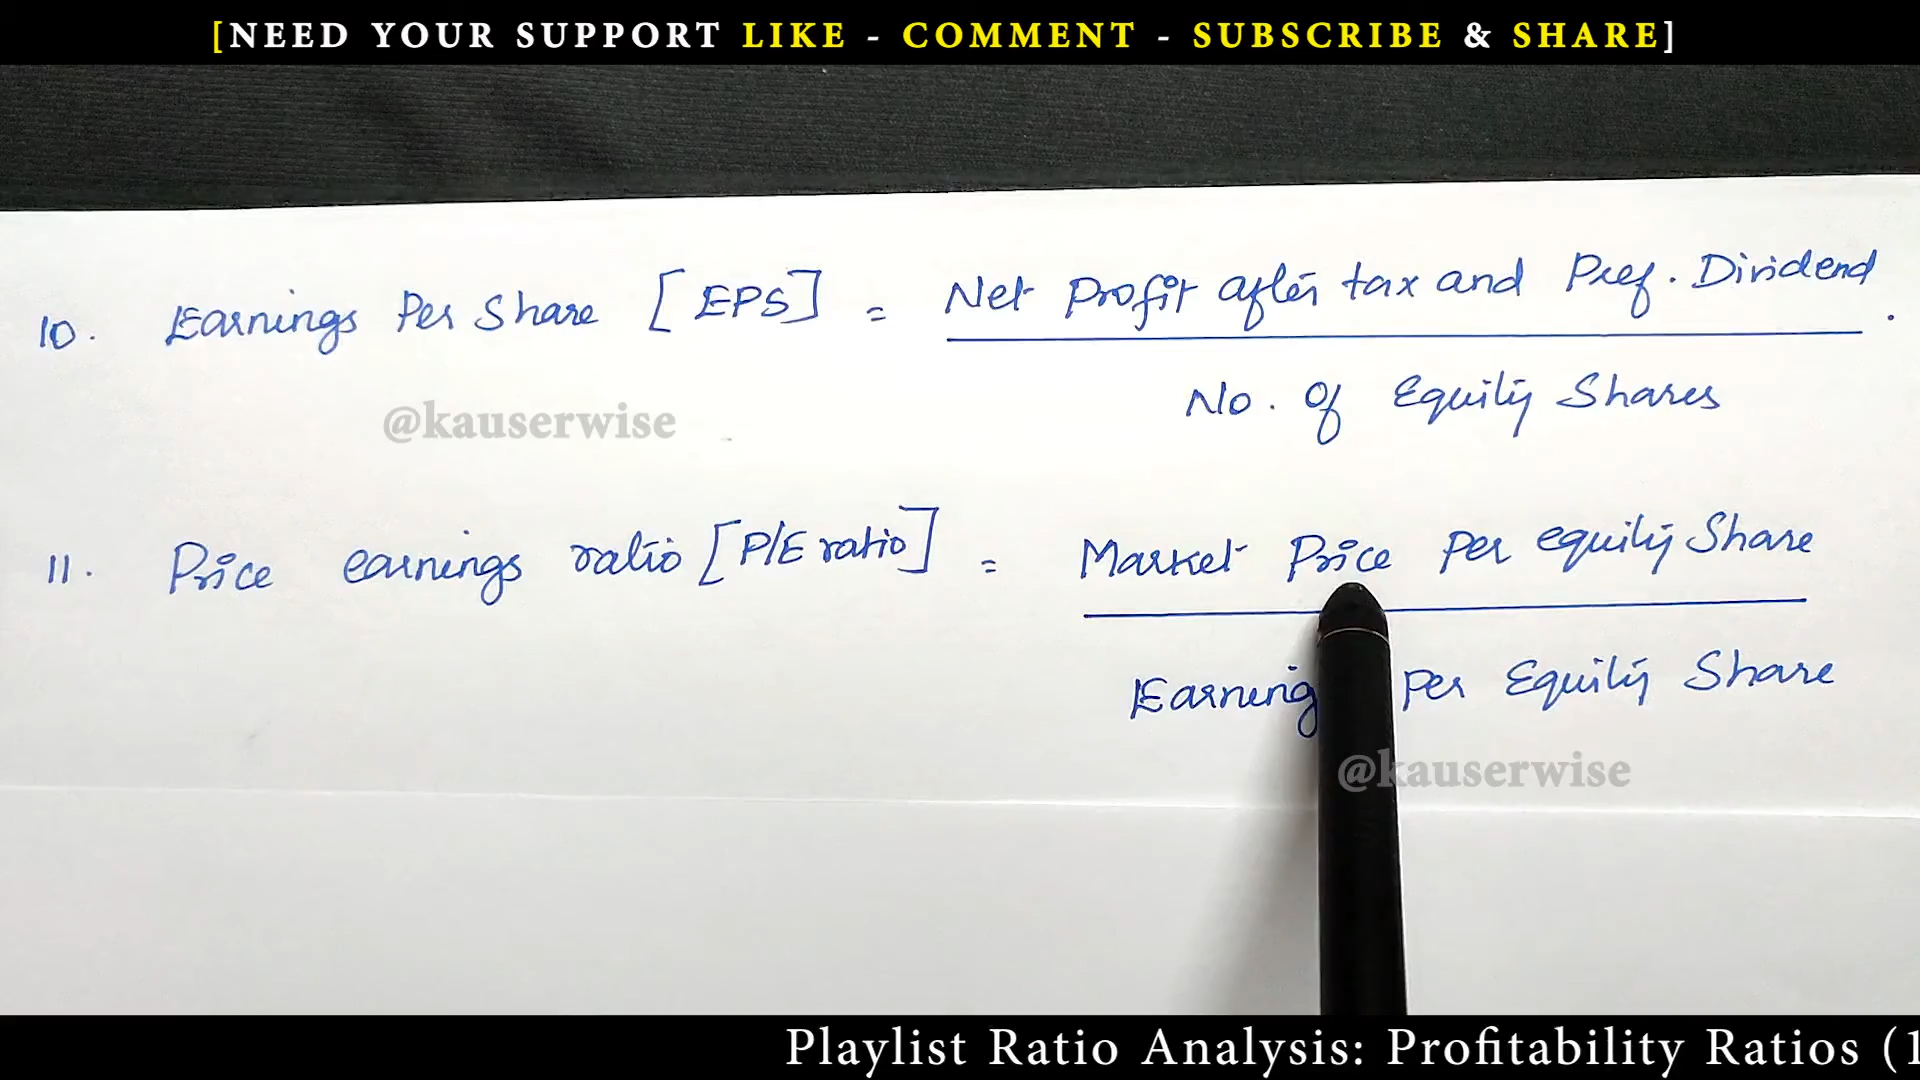 [NEED YOUR SUPPORT LIKE - COMMENT - SUBSCRIBE & SHARE]
10. Earnings Per Share [EPS] = Net Profit after tax and Pref. Dividend .
No. Of Equity Shares
@kauserwise
11. Price earnings ratio [P/E ratio] = Market Price Per equity Share
Earning Per Equity Share
@kauserwise
Playlist Ratio Analysis: Profitability Ratios (1